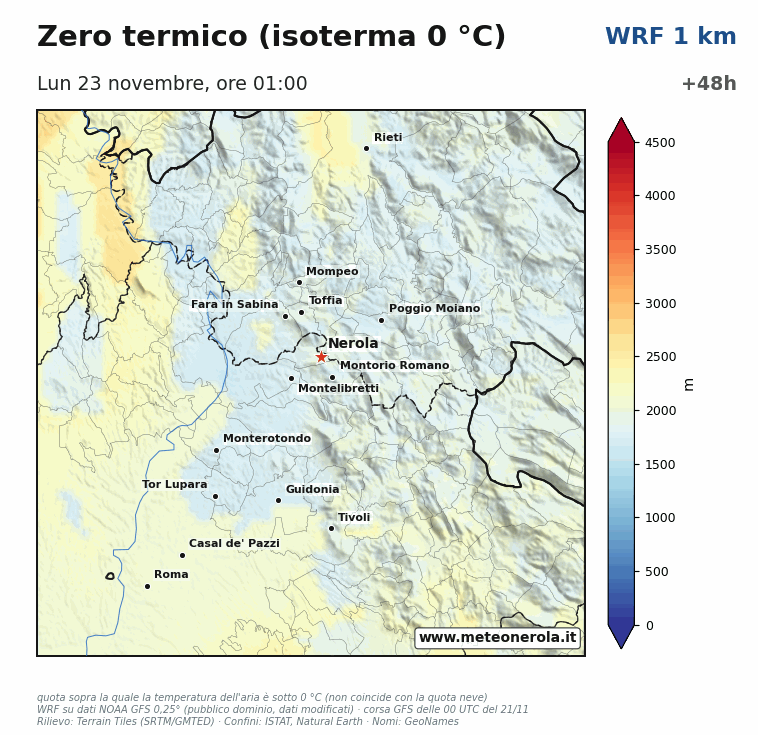 Zero termico (isoterma 0 °C)
WRF 1 km
Lun 23 novembre, ore 01:00
+48h
Rieti
Mompeo
Fara in Sabina
Toffia
Poggio Moiano
Nerola
Montorio Romano
Montelibretti
Monterotondo
Tor Lupara
Guidonia
Tivoli
Casal de' Pazzi
Roma
www.meteonerola.it
4500
4000
3500
3000
2500
2000
1500
1000
500
0
m
quota sopra la quale la temperatura dell'aria è sotto 0 °C (non coincide con la quota neve)
WRF su dati NOAA GFS 0,25° (pubblico dominio, dati modificati) · corsa GFS delle 00 UTC del 21/11
Rilievo: Terrain Tiles (SRTM/GMTED) · Confini: ISTAT, Natural Earth · Nomi: GeoNames